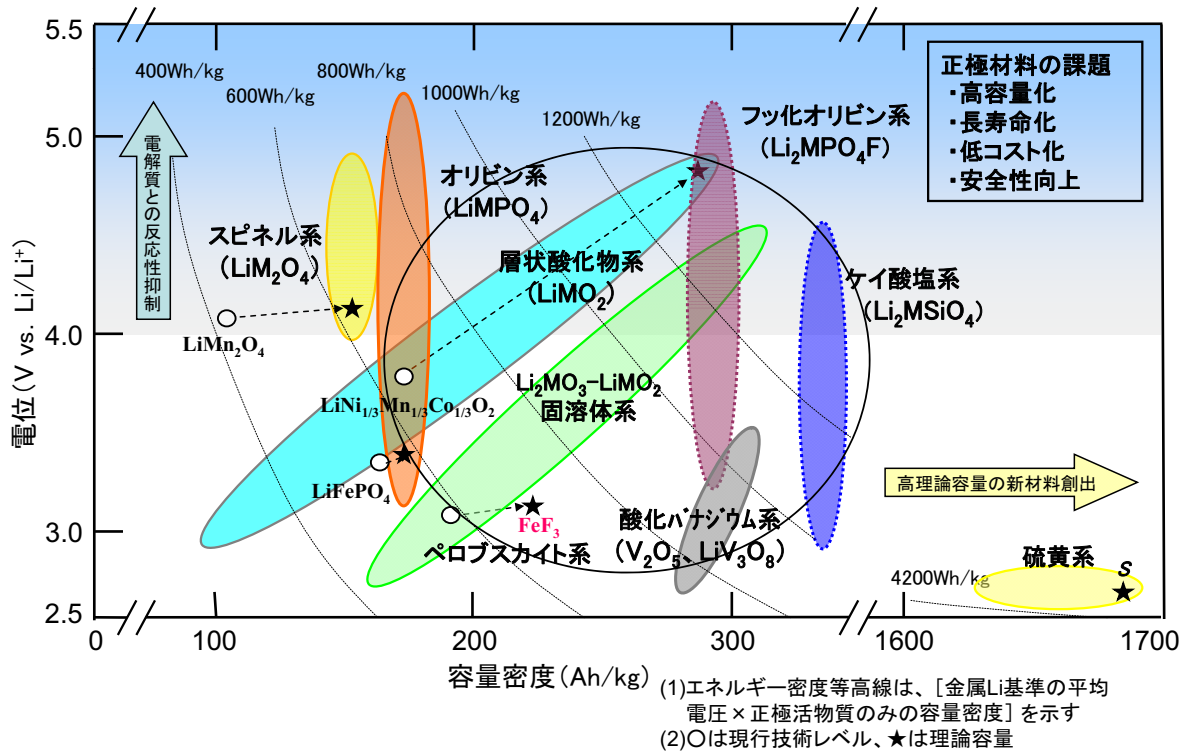 5.5
5.0
4.0
3.0
2.5
電位(V vs. Li/Li⁺)
400Wh/kg
600Wh/kg
800Wh/kg
1000Wh/kg
1200Wh/kg
4200Wh/kg
電解質との反応性抑制
正極材料の課題
・高容量化
・長寿命化
・低コスト化
・安全性向上
フッ化オリビン系
(Li₂MPO₄F)
オリビン系
(LiMPO₄)
スピネル系
(LiM₂O₄)
層状酸化物系
(LiMO₂)
ケイ酸塩系
(Li₂MSiO₄)
LiMn₂O₄
LiNi₁/₃Mn₁/₃Co₁/₃O₂
Li₂MO₃-LiMO₂
固溶体系
LiFePO₄
FeF₃
ペロブスカイト系
酸化バナジウム系
(V₂O₅、LiV₃O₈)
高理論容量の新材料創出
硫黄系
S
0
100
200
300
1600
1700
容量密度(Ah/kg)
(1)エネルギー密度等高線は、[金属Li基準の平均
電圧×正極活物質のみの容量密度]を示す
(2)○は現行技術レベル、★は理論容量